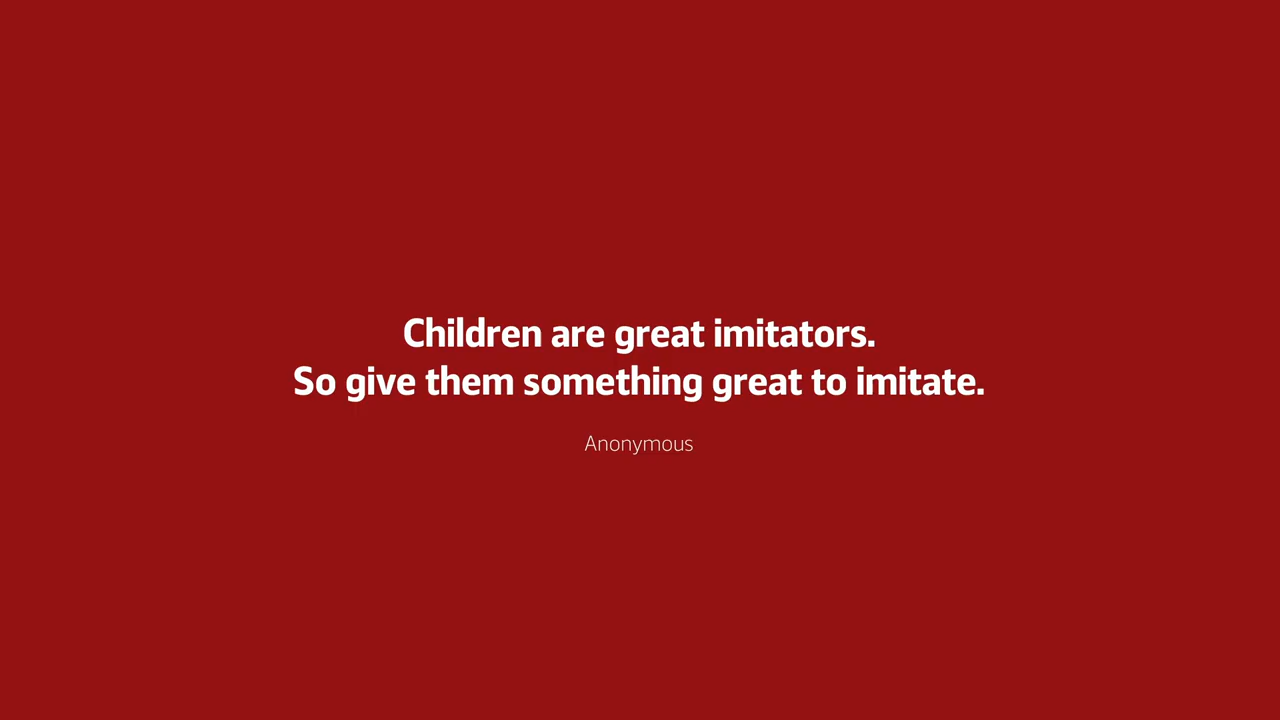 Children are great imitators.
So give them something great to imitate.
Anonymous